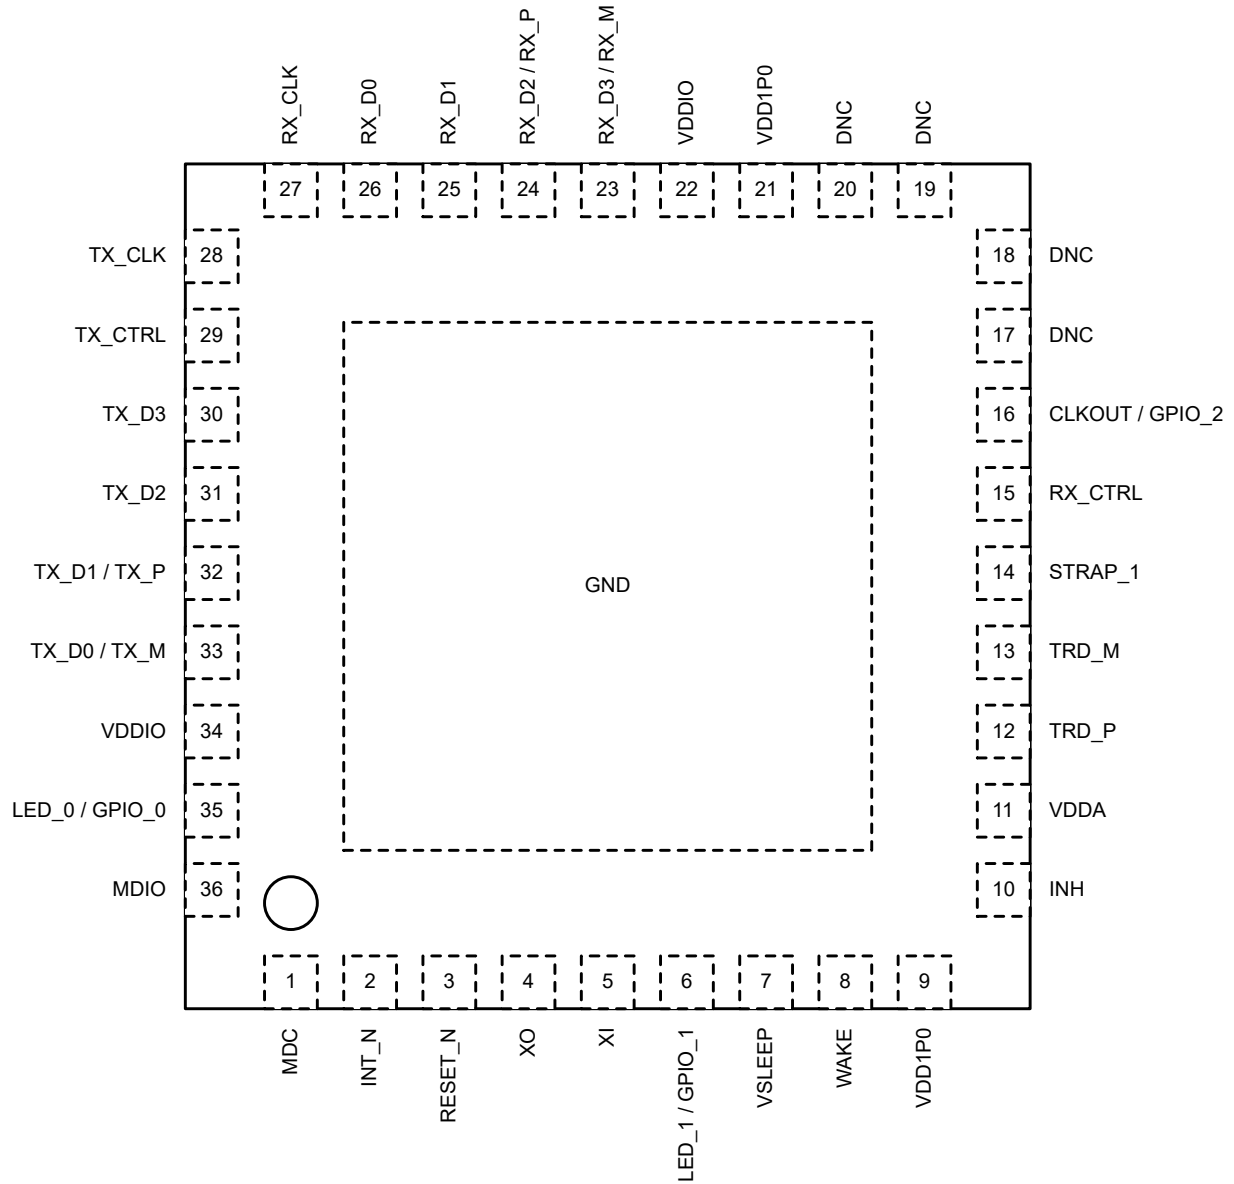 RX_CLK
RX_D0
RX_D1
RX_D2 / RX_P
RX_D3 / RX_M
VDDIO
VDD1P0
DNC
DNC
27
26
25
24
23
22
21
20
19
TX_CLK 28
18 DNC
TX_CTRL 29
17 DNC
TX_D3 30
16 CLKOUT / GPIO_2
TX_D2 31
15 RX_CTRL
TX_D1 / TX_P 32
14 STRAP_1
GND
TX_D0 / TX_M 33
13 TRD_M
VDDIO 34
12 TRD_P
LED_0 / GPIO_0 35
11 VDDA
MDIO 36
10 INH
1
2
3
4
5
6
7
8
9
MDC
INT_N
RESET_N
XO
XI
LED_1 / GPIO_1
VSLEEP
WAKE
VDD1P0